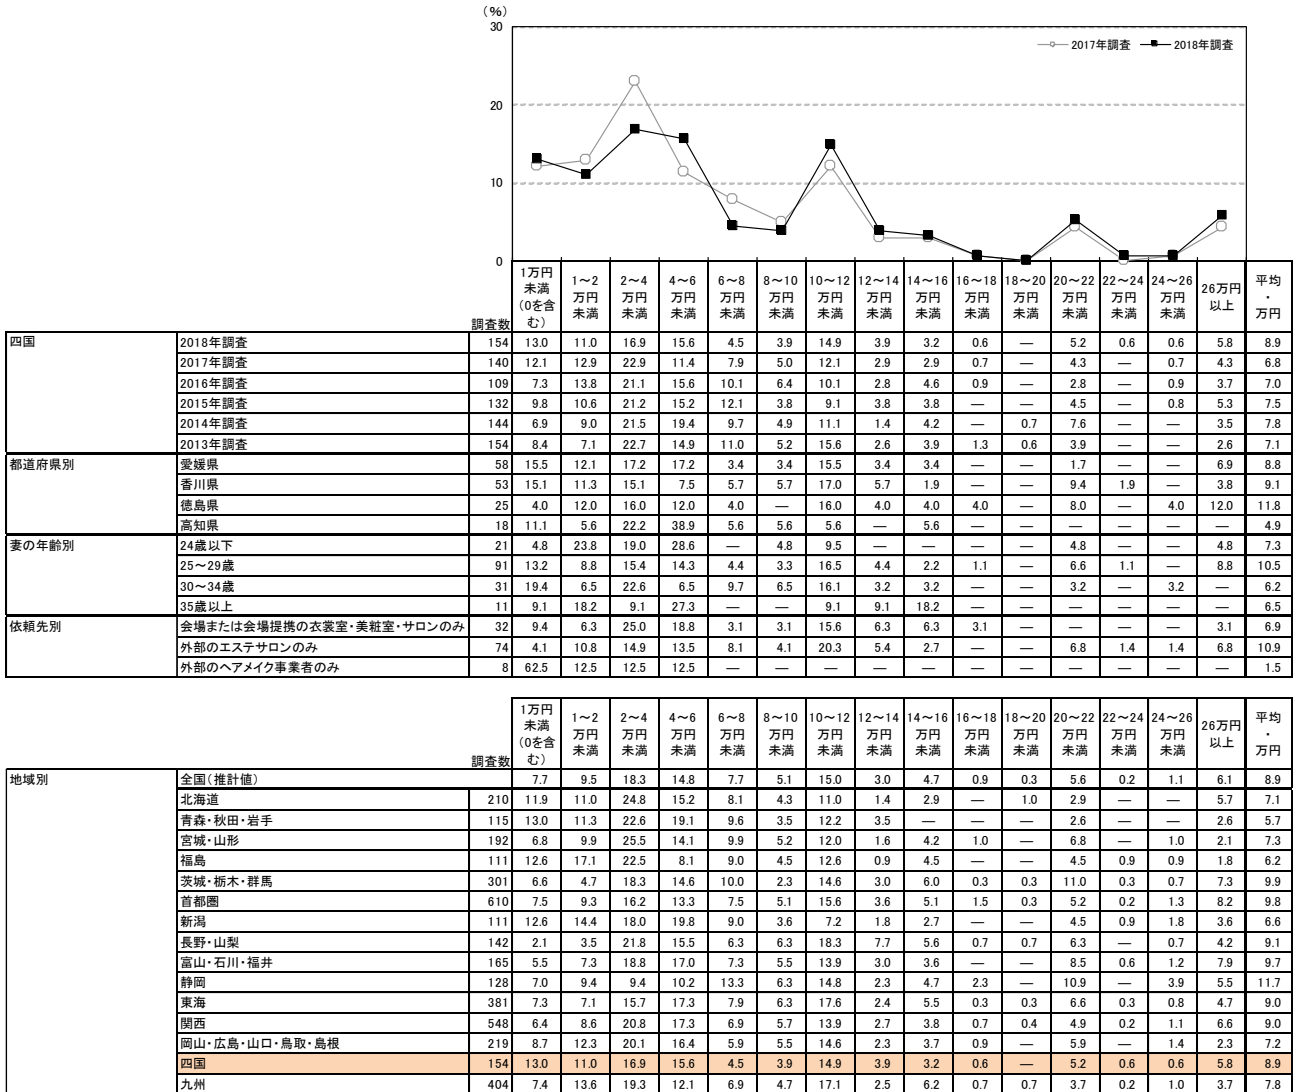 (％)
30
2017年調査 2018年調査
20
10
0
調査数 1万円未満(0を含む) 1～2万円未満 2～4万円未満 4～6万円未満 6～8万円未満 8～10万円未満 10～12万円未満 12～14万円未満 14～16万円未満 16～18万円未満 18～20万円未満 20～22万円未満 22～24万円未満 24～26万円未満 26万円以上 平均・万円
四国 2018年調査 154 13.0 11.0 16.9 15.6 4.5 3.9 14.9 3.9 3.2 0.6 — 5.2 0.6 0.6 5.8 8.9
2017年調査 140 12.1 12.9 22.9 11.4 7.9 5.0 12.1 2.9 2.9 0.7 — 4.3 — 0.7 4.3 6.8
2016年調査 109 7.3 13.8 21.1 15.6 10.1 6.4 10.1 2.8 4.6 0.9 — 2.8 — 0.9 3.7 7.0
2015年調査 132 9.8 10.6 21.2 15.2 12.1 3.8 9.1 3.8 3.8 — — 4.5 — 0.8 5.3 7.5
2014年調査 144 6.9 9.0 21.5 19.4 9.7 4.9 11.1 1.4 4.2 — 0.7 7.6 — — 3.5 7.8
2013年調査 154 8.4 7.1 22.7 14.9 11.0 5.2 15.6 2.6 3.9 1.3 0.6 3.9 — — 2.6 7.1
都道府県別 愛媛県 58 15.5 12.1 17.2 17.2 3.4 3.4 15.5 3.4 3.4 — — 1.7 — — 6.9 8.8
香川県 53 15.1 11.3 15.1 7.5 5.7 5.7 17.0 5.7 1.9 — — 9.4 1.9 — 3.8 9.1
徳島県 25 4.0 12.0 16.0 12.0 4.0 — 16.0 4.0 4.0 4.0 — 8.0 — 4.0 12.0 11.8
高知県 18 11.1 5.6 22.2 38.9 5.6 5.6 5.6 — 5.6 — — — — — — 4.9
妻の年齢別 24歳以下 21 4.8 23.8 19.0 28.6 — 4.8 9.5 — — — — 4.8 — — 4.8 7.3
25～29歳 91 13.2 8.8 15.4 14.3 4.4 3.3 16.5 4.4 2.2 1.1 — 6.6 1.1 — 8.8 10.5
30～34歳 31 19.4 6.5 22.6 6.5 9.7 6.5 16.1 3.2 3.2 — — 3.2 — 3.2 — 6.2
35歳以上 11 9.1 18.2 9.1 27.3 — — 9.1 9.1 18.2 — — — — — — 6.5
依頼先別 会場または会場提携の衣裳室・美粧室・サロンのみ 32 9.4 6.3 25.0 18.8 3.1 3.1 15.6 6.3 6.3 3.1 — — — — 3.1 6.9
外部のエステサロンのみ 74 4.1 10.8 14.9 13.5 8.1 4.1 20.3 5.4 2.7 — — 6.8 1.4 1.4 6.8 10.9
外部のヘアメイク事業者のみ 8 62.5 12.5 12.5 12.5 — — — — — — — — — — — 1.5
調査数 1万円未満(0を含む) 1～2万円未満 2～4万円未満 4～6万円未満 6～8万円未満 8～10万円未満 10～12万円未満 12～14万円未満 14～16万円未満 16～18万円未満 18～20万円未満 20～22万円未満 22～24万円未満 24～26万円未満 26万円以上 平均・万円
地域別 全国(推計値) 7.7 9.5 18.3 14.8 7.7 5.1 15.0 3.0 4.7 0.9 0.3 5.6 0.2 1.1 6.1 8.9
北海道 210 11.9 11.0 24.8 15.2 8.1 4.3 11.0 1.4 2.9 — 1.0 2.9 — — 5.7 7.1
青森・秋田・岩手 115 13.0 11.3 22.6 19.1 9.6 3.5 12.2 3.5 — — — 2.6 — — 2.6 5.7
宮城・山形 192 6.8 9.9 25.5 14.1 9.9 5.2 12.0 1.6 4.2 1.0 — 6.8 — 1.0 2.1 7.3
福島 111 12.6 17.1 22.5 8.1 9.0 4.5 12.6 0.9 4.5 — — 4.5 0.9 0.9 1.8 6.2
茨城・栃木・群馬 301 6.6 4.7 18.3 14.6 10.0 2.3 14.6 3.0 6.0 0.3 0.3 11.0 0.3 0.7 7.3 9.9
首都圏 610 7.5 9.3 16.2 13.3 7.5 5.1 15.6 3.6 5.1 1.5 0.3 5.2 0.2 1.3 8.2 9.8
新潟 111 12.6 14.4 18.0 19.8 9.0 3.6 7.2 1.8 2.7 — — 4.5 0.9 1.8 3.6 6.6
長野・山梨 142 2.1 3.5 21.8 15.5 6.3 6.3 18.3 7.7 5.6 0.7 0.7 6.3 — 0.7 4.2 9.1
富山・石川・福井 165 5.5 7.3 18.8 17.0 7.3 5.5 13.9 3.0 3.6 — — 8.5 0.6 1.2 7.9 9.7
静岡 128 7.0 9.4 9.4 10.2 13.3 6.3 14.8 2.3 4.7 2.3 — 10.9 — 3.9 5.5 11.7
東海 381 7.3 7.1 15.7 17.3 7.9 6.3 17.6 2.4 5.5 0.3 0.3 6.6 0.3 0.8 4.7 9.0
関西 548 6.4 8.6 20.8 17.3 6.9 5.7 13.9 2.7 3.8 0.7 0.4 4.9 0.2 1.1 6.6 9.0
岡山・広島・山口・鳥取・島根 219 8.7 12.3 20.1 16.4 5.9 5.5 14.6 2.3 3.7 0.9 — 5.9 — 1.4 2.3 7.2
四国 154 13.0 11.0 16.9 15.6 4.5 3.9 14.9 3.9 3.2 0.6 — 5.2 0.6 0.6 5.8 8.9
九州 404 7.4 13.6 19.3 12.1 6.9 4.7 17.1 2.5 6.2 0.7 0.7 3.7 0.2 1.0 3.7 7.8